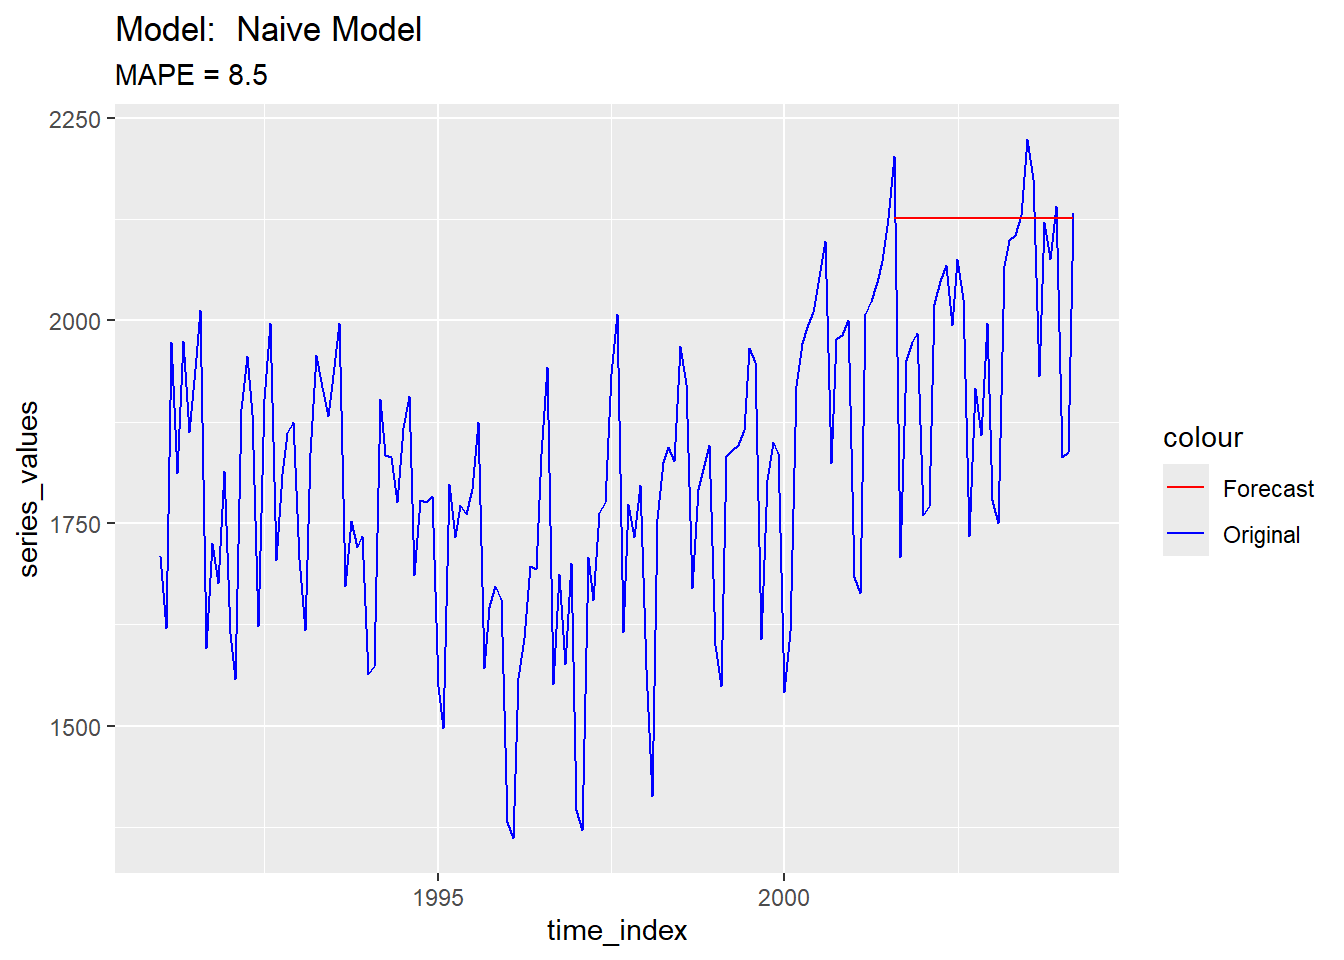 Model:  Naive Model
MAPE = 8.5
2250
2000
1750
1500
series_values
1995
2000
time_index
colour
Forecast
Original